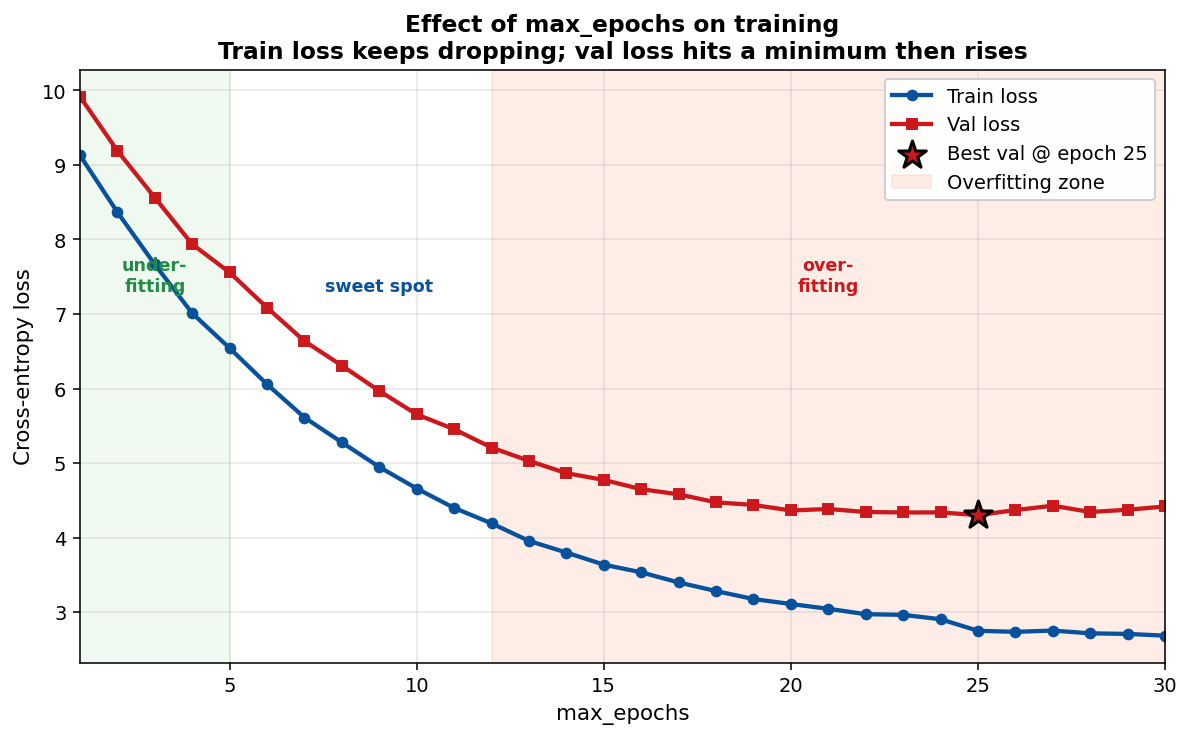 Effect of max_epochs on training
Train loss keeps dropping; val loss hits a minimum then rises
Train loss
Val loss
Best val @ epoch 25
Overfitting zone
under-
fitting
sweet spot
over-
fitting
Cross-entropy loss
10
9
8
7
6
5
4
3
5
10
15
20
25
30
max_epochs